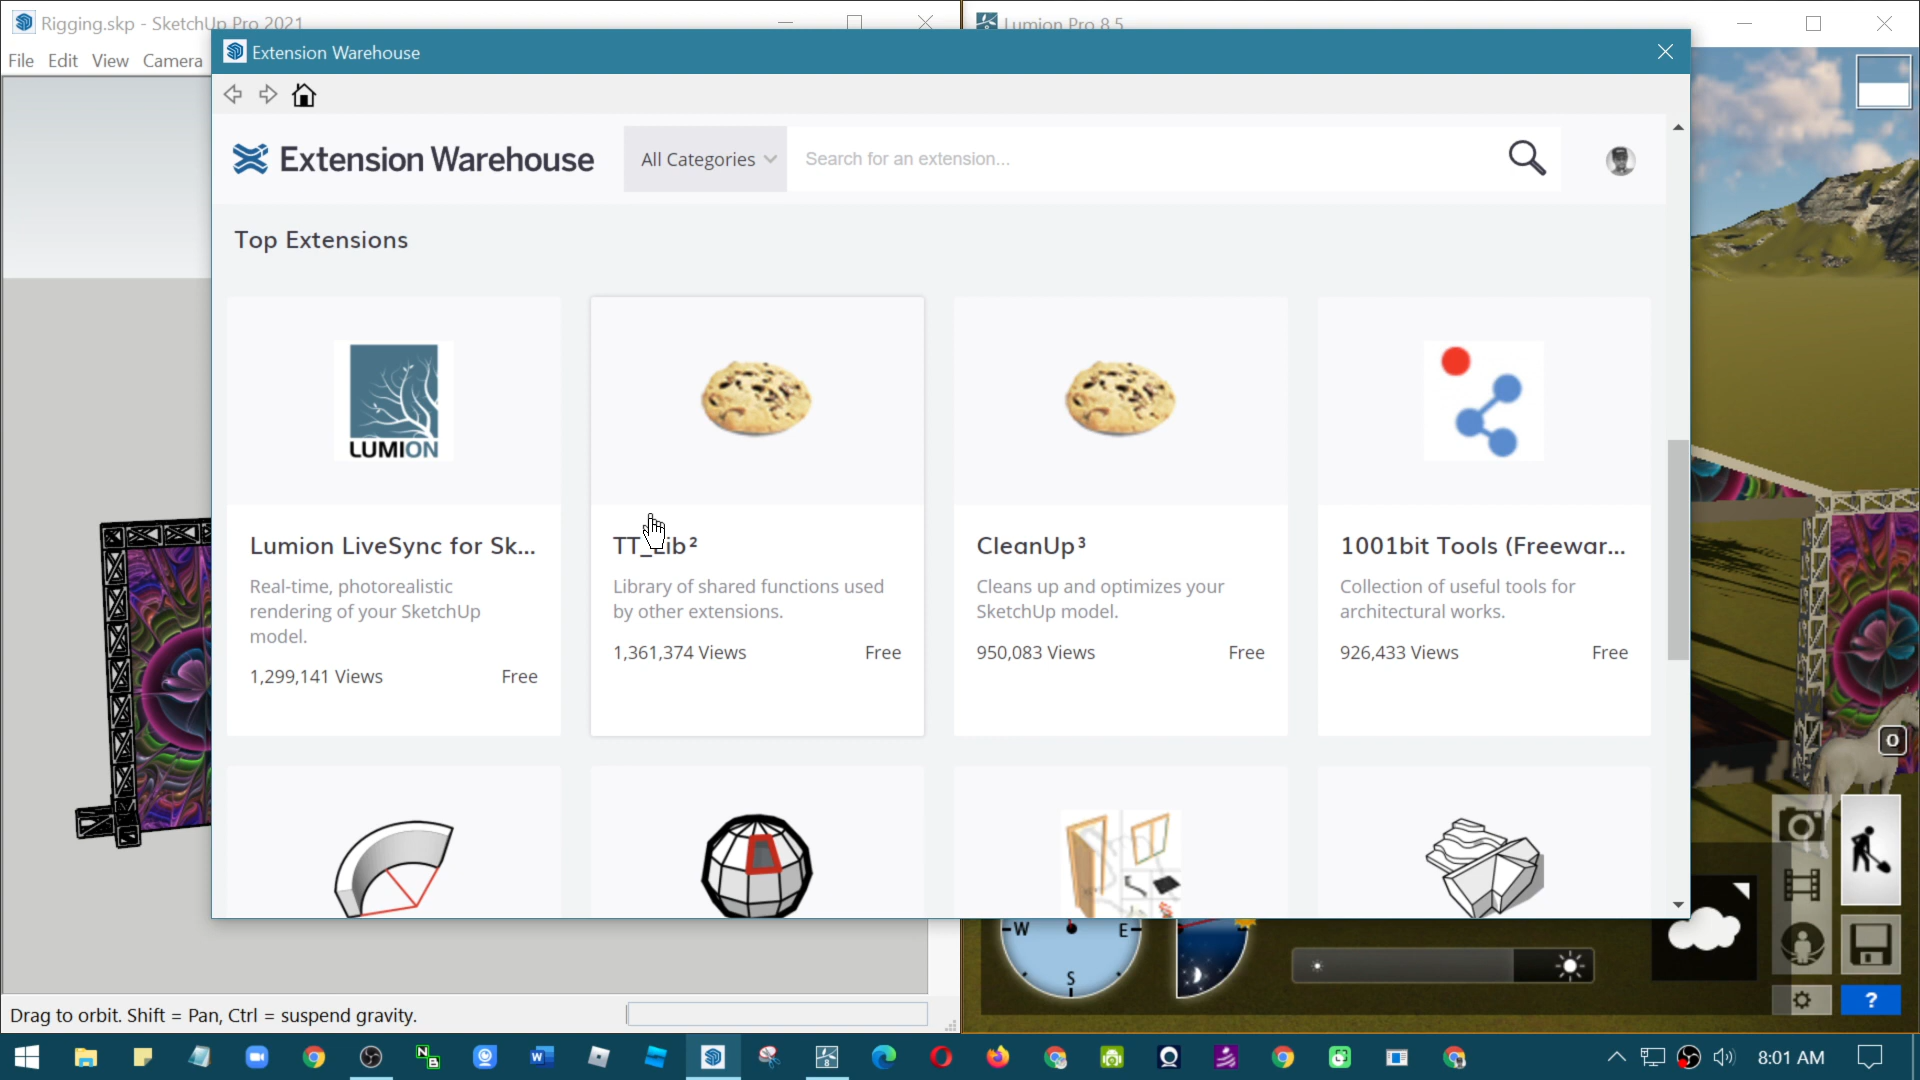 Rigging.skp - SketchUp Pro 2021
Lumion Pro 8.5
File Edit View Camera
Extension Warehouse
Extension Warehouse
All Categories
Search for an extension...
Top Extensions
LUMION
Lumion LiveSync for Sk...
Real-time, photorealistic
rendering of your SketchUp
model.
1,299,141 Views Free
TT_Lib²
Library of shared functions used
by other extensions.
1,361,374 Views Free
CleanUp³
Cleans up and optimizes your
SketchUp model.
950,083 Views Free
1001bit Tools (Freewar...
Collection of useful tools for
architectural works.
926,433 Views Free
O
W E
S
?
Drag to orbit. Shift = Pan, Ctrl = suspend gravity.
N
B
W
8
8:01 AM